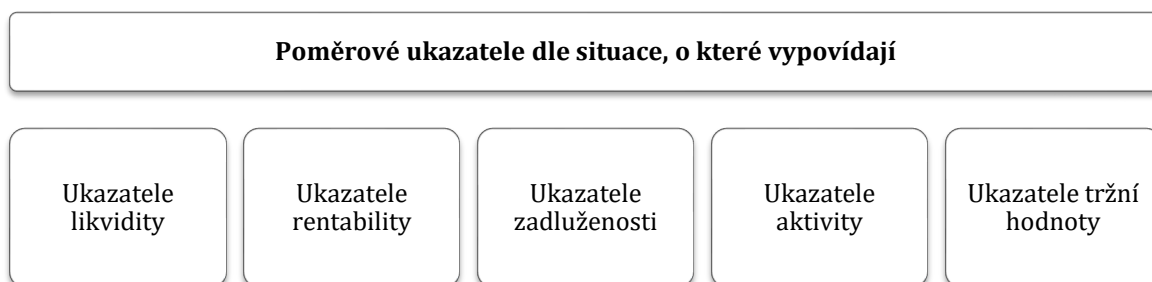 Poměrové ukazatele dle situace, o které vypovídají
Ukazatele
likvidity
Ukazatele
rentability
Ukazatele
zadluženosti
Ukazatele
aktivity
Ukazatele tržní
hodnoty